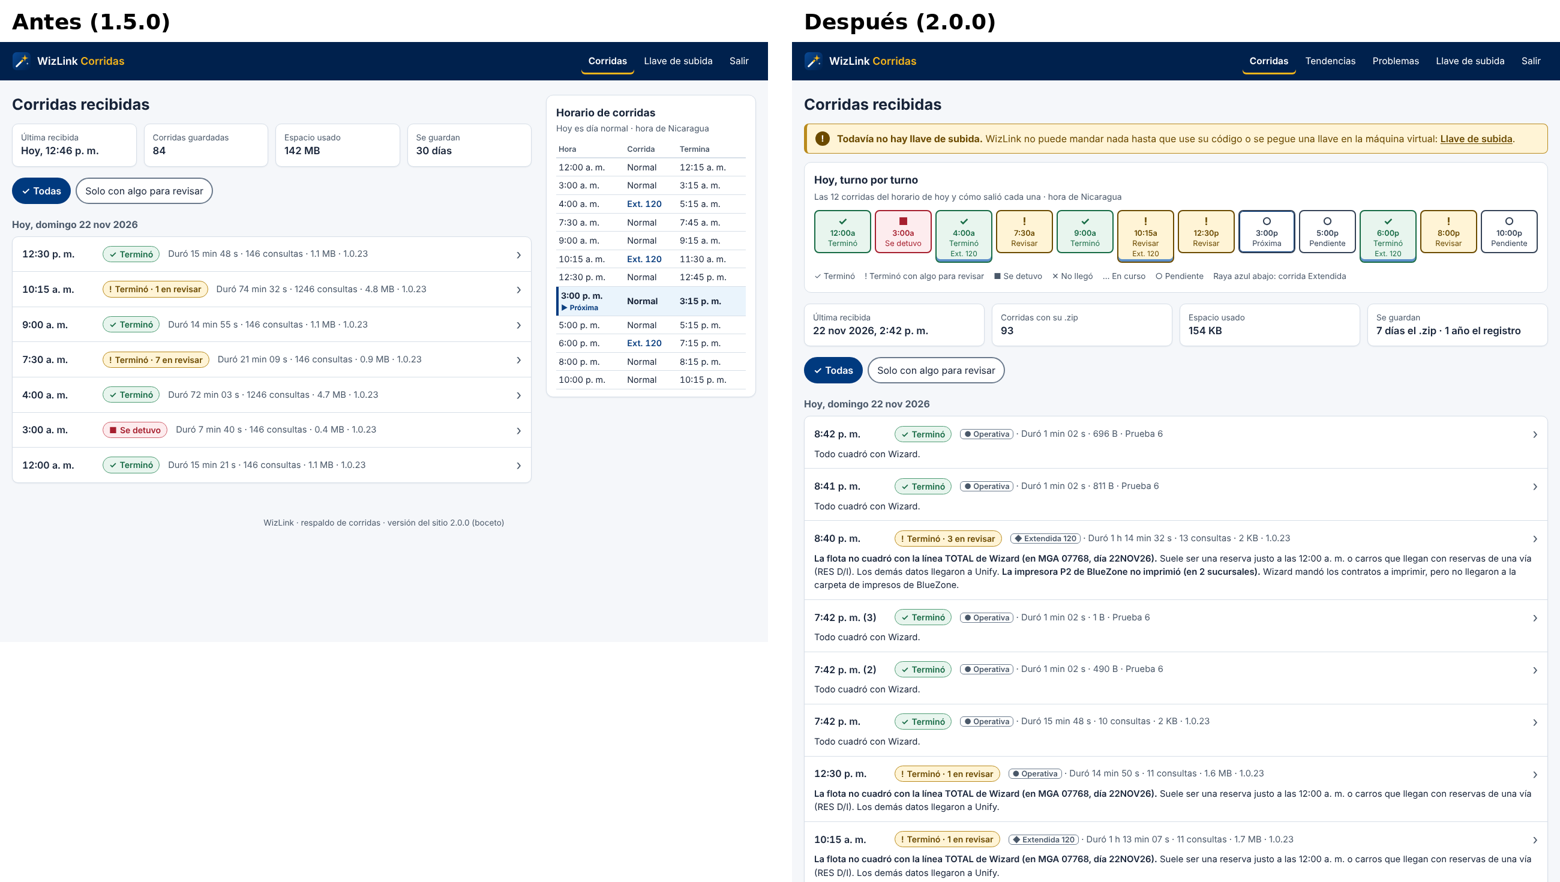 Antes (1.5.0)
WizLink Corridas
Corridas
Llave de subida
Salir
Corridas recibidas
Última recibida
Hoy, 12:46 p. m.
Corridas guardadas
84
Espacio usado
142 MB
Se guardan
30 días
✓ Todas
Solo con algo para revisar
Hoy, domingo 22 nov 2026
12:30 p. m. ✓ Terminó Duró 15 min 48 s · 146 consultas · 1.1 MB · 1.0.23
10:15 a. m. ! Terminó · 1 en revisar Duró 74 min 32 s · 1246 consultas · 4.8 MB · 1.0.23
9:00 a. m. ✓ Terminó Duró 14 min 55 s · 146 consultas · 1.1 MB · 1.0.23
7:30 a. m. ! Terminó · 7 en revisar Duró 21 min 09 s · 146 consultas · 0.9 MB · 1.0.23
4:00 a. m. ✓ Terminó Duró 72 min 03 s · 1246 consultas · 4.7 MB · 1.0.23
3:00 a. m. ■ Se detuvo Duró 7 min 40 s · 146 consultas · 0.4 MB · 1.0.23
12:00 a. m. ✓ Terminó Duró 15 min 21 s · 146 consultas · 1.1 MB · 1.0.23
Horario de corridas
Hoy es día normal · hora de Nicaragua
Hora Corrida Termina
12:00 a. m. Normal 12:15 a. m.
3:00 a. m. Normal 3:15 a. m.
4:00 a. m. Ext. 120 5:15 a. m.
7:30 a. m. Normal 7:45 a. m.
9:00 a. m. Normal 9:15 a. m.
10:15 a. m. Ext. 120 11:30 a. m.
12:30 p. m. Normal 12:45 p. m.
3:00 p. m. Normal 3:15 p. m.
▶ Próxima
5:00 p. m. Normal 5:15 p. m.
6:00 p. m. Ext. 120 7:15 p. m.
8:00 p. m. Normal 8:15 p. m.
10:00 p. m. Normal 10:15 p. m.
WizLink · respaldo de corridas · versión del sitio 2.0.0 (boceto)
Después (2.0.0)
WizLink Corridas
Corridas
Tendencias
Problemas
Llave de subida
Salir
Corridas recibidas
! Todavía no hay llave de subida. WizLink no puede mandar nada hasta que use su código o se pegue una llave en la máquina virtual: Llave de subida.
Hoy, turno por turno
Las 12 corridas del horario de hoy y cómo salió cada una · hora de Nicaragua
✓
12:00a
Terminó
■
3:00a
Se detuvo
✓
4:00a
Terminó
Ext. 120
!
7:30a
Revisar
✓
9:00a
Terminó
!
10:15a
Revisar
Ext. 120
!
12:30p
Revisar
○
3:00p
Próxima
○
5:00p
Pendiente
✓
6:00p
Terminó
Ext. 120
!
8:00p
Revisar
○
10:00p
Pendiente
✓ Terminó ! Terminó con algo para revisar ■ Se detuvo ✕ No llegó … En curso ○ Pendiente Raya azul abajo: corrida Extendida
Última recibida
22 nov 2026, 2:42 p. m.
Corridas con su .zip
93
Espacio usado
154 KB
Se guardan
7 días el .zip · 1 año el registro
✓ Todas
Solo con algo para revisar
Hoy, domingo 22 nov 2026
8:42 p. m. ✓ Terminó ● Operativa · Duró 1 min 02 s · 696 B · Prueba 6
Todo cuadró con Wizard.
8:41 p. m. ✓ Terminó ● Operativa · Duró 1 min 02 s · 811 B · Prueba 6
Todo cuadró con Wizard.
8:40 p. m. ! Terminó · 3 en revisar ◆ Extendida 120 · Duró 1 h 14 min 32 s · 13 consultas · 2 KB · 1.0.23
La flota no cuadró con la línea TOTAL de Wizard (en MGA 07768, día 22NOV26). Suele ser una reserva justo a las 12:00 a. m. o carros que llegan con reservas de una vía
(RES D/I). Los demás datos llegaron a Unify. La impresora P2 de BlueZone no imprimió (en 2 sucursales). Wizard mandó los contratos a imprimir, pero no llegaron a la
carpeta de impresos de BlueZone.
7:42 p. m. (3) ✓ Terminó ● Operativa · Duró 1 min 02 s · 1 B · Prueba 6
Todo cuadró con Wizard.
7:42 p. m. (2) ✓ Terminó ● Operativa · Duró 1 min 02 s · 490 B · Prueba 6
Todo cuadró con Wizard.
7:42 p. m. ✓ Terminó ● Operativa · Duró 15 min 48 s · 10 consultas · 2 KB · 1.0.23
Todo cuadró con Wizard.
12:30 p. m. ! Terminó · 1 en revisar ● Operativa · Duró 14 min 50 s · 11 consultas · 1.6 MB · 1.0.23
La flota no cuadró con la línea TOTAL de Wizard (en MGA 07768, día 22NOV26). Suele ser una reserva justo a las 12:00 a. m. o carros que llegan con reservas de una vía
(RES D/I). Los demás datos llegaron a Unify.
10:15 a. m. ! Terminó · 1 en revisar ◆ Extendida 120 · Duró 1 h 13 min 07 s · 11 consultas · 1.7 MB · 1.0.23
La flota no cuadró con la línea TOTAL de Wizard (en MGA 07768, día 22NOV26). Suele ser una reserva justo a las 12:00 a. m. o carros que llegan con reservas de una vía
(RES D/I). Los demás datos llegaron a Unify.